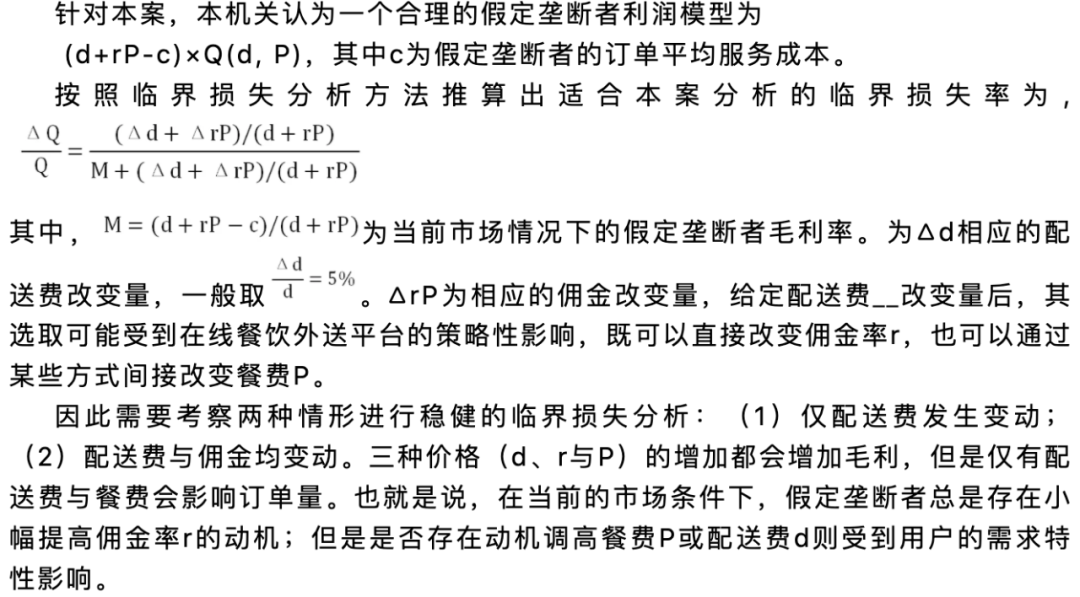 针对本案，本机关认为一个合理的假定垄断者利润模型为
(d+rP-c)×Q(d, P)，其中c为假定垄断者的订单平均服务成本。
按照临界损失分析方法推算出适合本案分析的临界损失率为，
△Q/Q = (△d + △rP)/(d + rP) / M + (△d + △rP)/(d + rP)
其中， M = (d + rP − c)/(d + rP)为当前市场情况下的假定垄断者毛利率。为△d相应的配
送费改变量，一般取 △d/d = 5% 。△rP为相应的佣金改变量，给定配送费__改变量后，其
选取可能受到在线餐饮外送平台的策略性影响，既可以直接改变佣金率r，也可以通过
某些方式间接改变餐费P。
因此需要考察两种情形进行稳健的临界损失分析：（1）仅配送费发生变动；
（2）配送费与佣金均变动。三种价格（d、r与P）的增加都会增加毛利，但是仅有配
送费与餐费会影响订单量。也就是说，在当前的市场条件下，假定垄断者总是存在小
幅提高佣金率r的动机；但是是否存在动机调高餐费P或配送费d则受到用户的需求特
性影响。